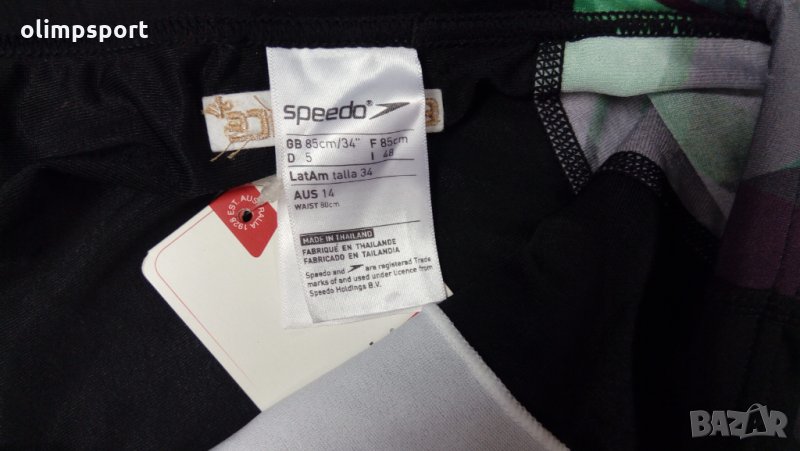 olimpsport
speedo®
GB 85cm/34" F 85cm
D 5 I 48
LatAm talla 34
AUS 14
WAIST 88cm
MADE IN THAILAND
FABRIQUÉ EN THAILANDE
FABRICADO EN TAILANDIA
Speedo and are registered Trade
marks of and used under licence from
Speedo Holdings B.V.
1928 EST AUSTRALIA
BAZAR